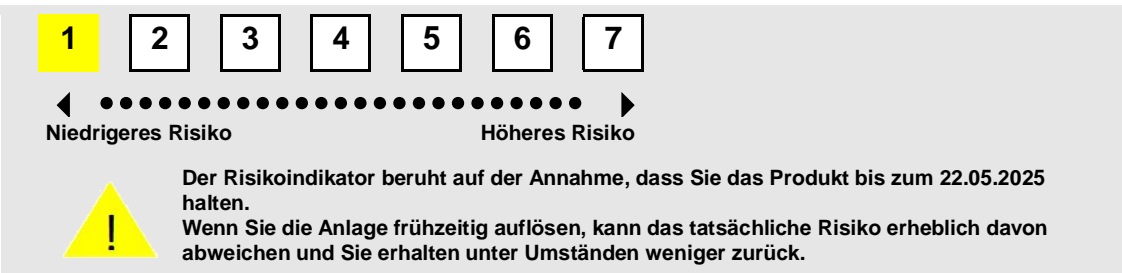 1 2 3 4 5 6 7
Niedrigeres Risiko Höheres Risiko
Der Risikoindikator beruht auf der Annahme, dass Sie das Produkt bis zum 22.05.2025
halten.
Wenn Sie die Anlage frühzeitig auflösen, kann das tatsächliche Risiko erheblich davon
abweichen und Sie erhalten unter Umständen weniger zurück.
!